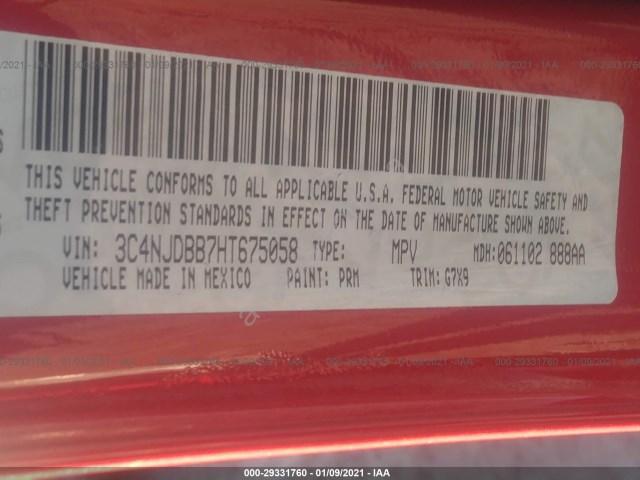 THIS VEHICLE CONFORMS TO ALL APPLICABLE U.S.A. FEDERAL MOTOR VEHICLE SAFETY AND
THEFT PREVENTION STANDARDS IN EFFECT ON THE DATE OF MANUFACTURE SHOWN ABOVE.
VIN: 3C4NJDBB7HT675058 TYPE: MPV MDH:061102 888AA
VEHICLE MADE IN MEXICO PAINT: PRM TRIM: G7X9
000-29331760 - 01/09/2021 - IAA